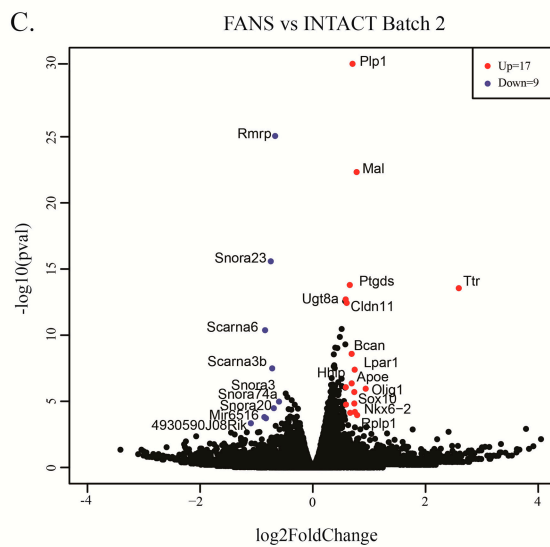 C.
FANS vs INTACT Batch 2
Up=17
Down=9
-log10(pval)
30
25
20
15
10
5
0
Plp1
Rmrp
Mal
Snora23
Ptgds
Ttr
Ugt8a
Cldn11
Scarna6
Bcan
Scarna3b
Lpar1
Hhip
Apoe
Snora3
Olig1
Snora74a
Sox10
Snora20
Nkx6-2
Mir6516
Rplp1
4930590J08Rik
-4
-2
0
2
4
log2FoldChange